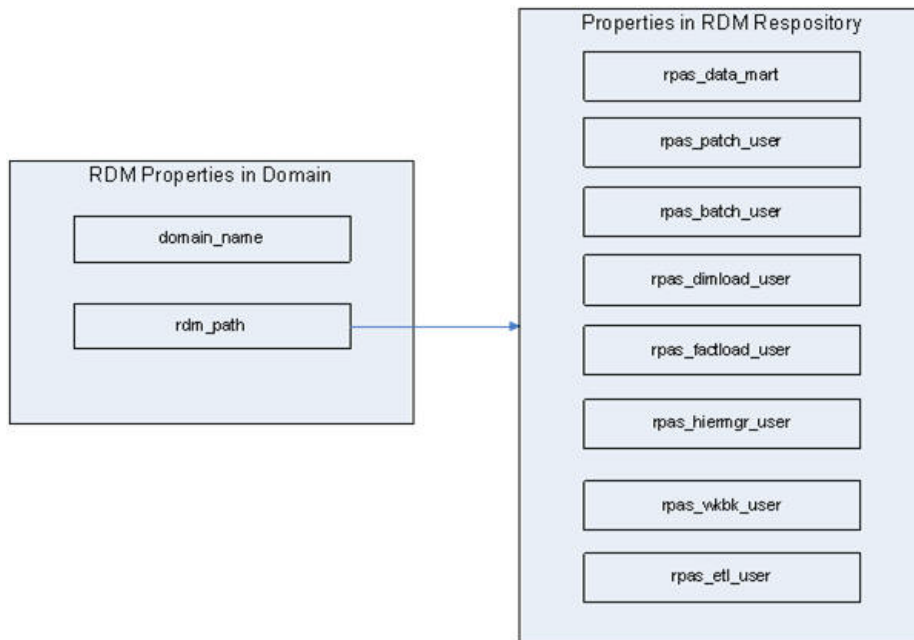 RDM Properties in Domain
domain_name
rdm_path
Properties in RDM Respository
rpas_data_mart
rpas_patch_user
rpas_batch_user
rpas_dimload_user
rpas_factload_user
rpas_hiermgr_user
rpas_wkbk_user
rpas_etl_user